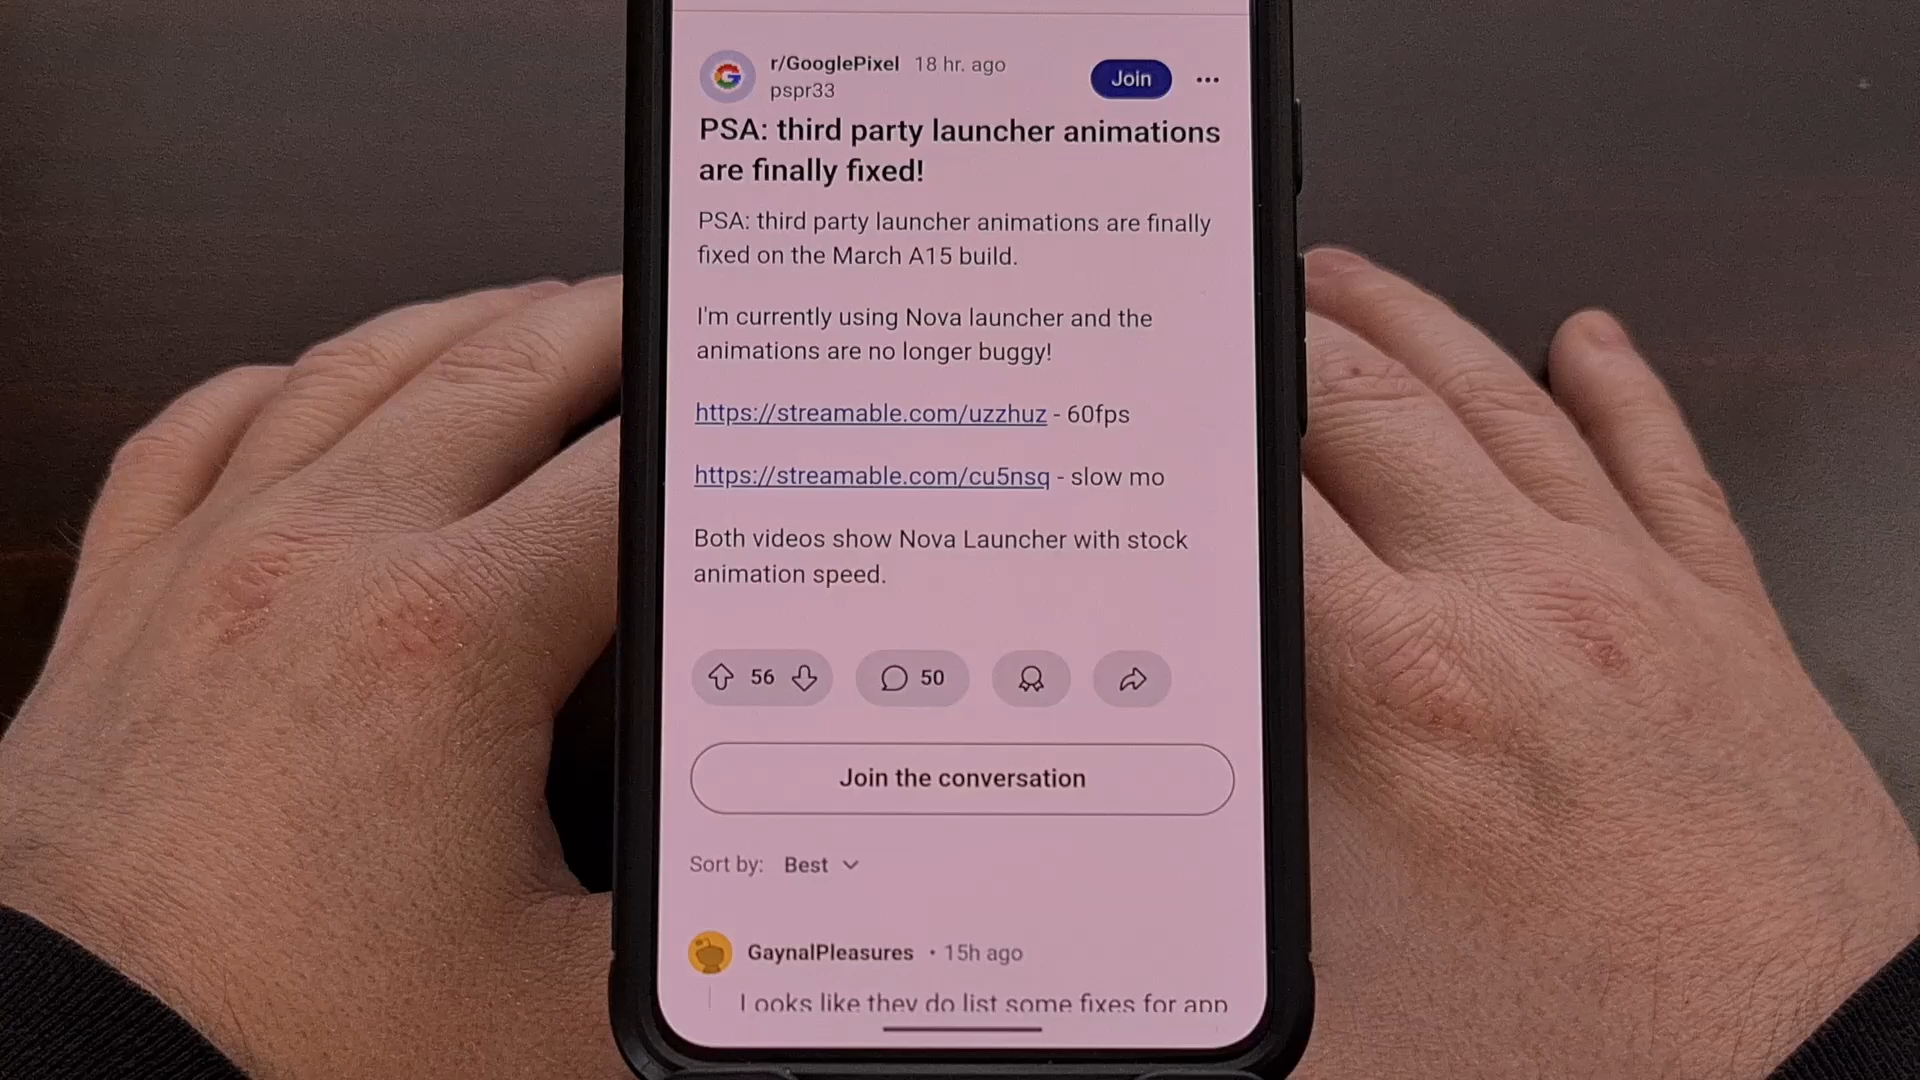 r/GooglePixel 18 hr. ago
pspr33
Join
PSA: third party launcher animations
are finally fixed!
PSA: third party launcher animations are finally
fixed on the March A15 build.
I'm currently using Nova launcher and the
animations are no longer buggy!
https://streamable.com/uzzhuz - 60fps
https://streamable.com/cu5nsq - slow mo
Both videos show Nova Launcher with stock
animation speed.
56 50
Join the conversation
Sort by: Best
GaynalPleasures • 15h ago
Looks like they do list some fixes for app